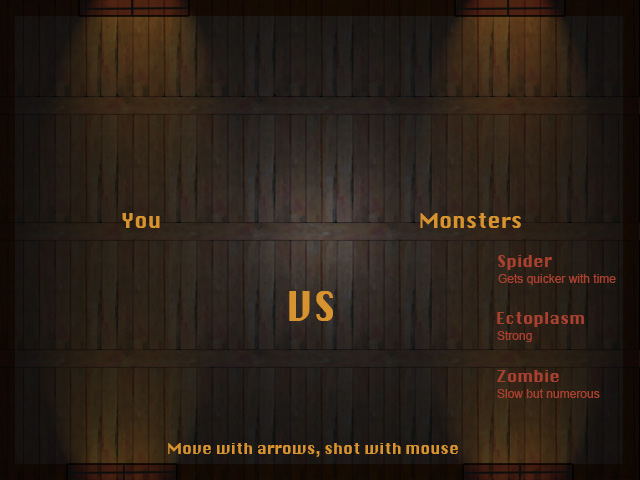 You
Monsters
Spider
Gets quicker with time
VS
Ectoplasm
Strong
Zombie
Slow but numerous
Move with arrows, shot with mouse